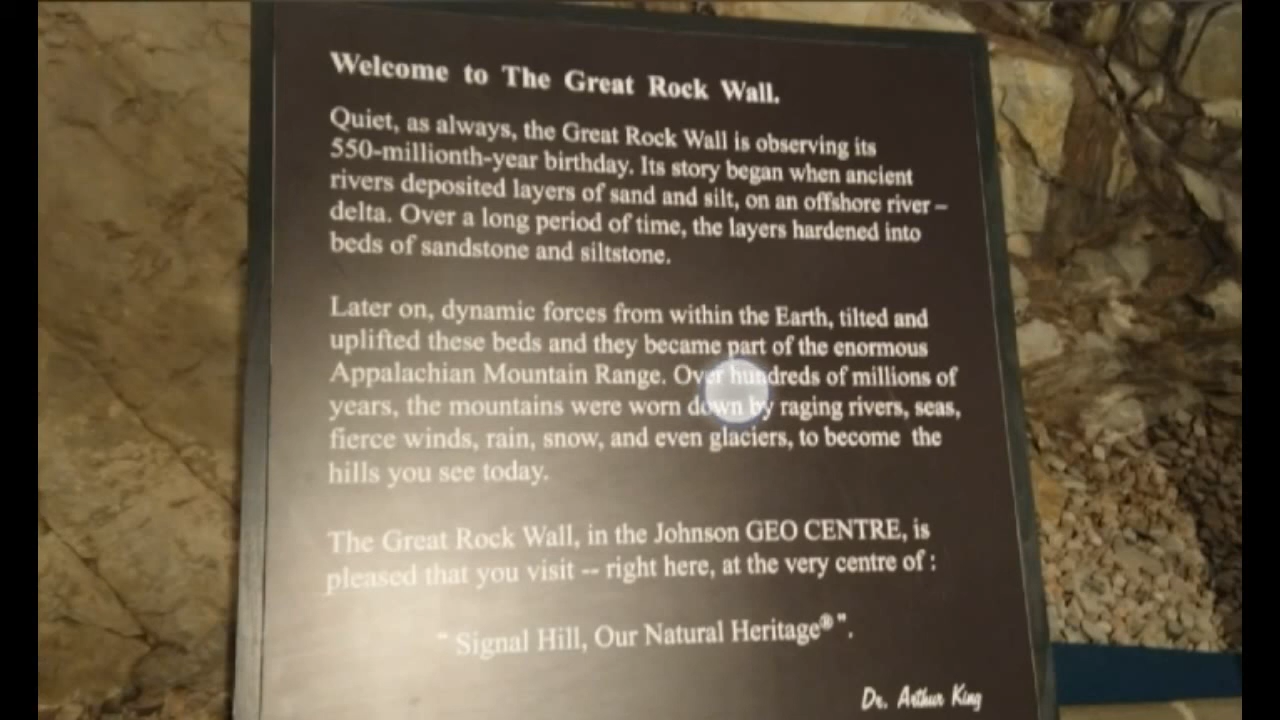 Welcome to The Great Rock Wall.
Quiet, as always, the Great Rock Wall is observing its
550-millionth-year birthday. Its story began when ancient
rivers deposited layers of sand and silt, on an offshore river –
delta. Over a long period of time, the layers hardened into
beds of sandstone and siltstone.
Later on, dynamic forces from within the Earth, tilted and
uplifted these beds and they became part of the enormous
Appalachian Mountain Range. Over hundreds of millions of
years, the mountains were worn down by raging rivers, seas,
fierce winds, rain, snow, and even glaciers, to become the
hills you see today.
The Great Rock Wall, in the Johnson GEO CENTRE, is
pleased that you visit -- right here, at the very centre of :
" Signal Hill, Our Natural Heritage® ".
Dr. Arthur King